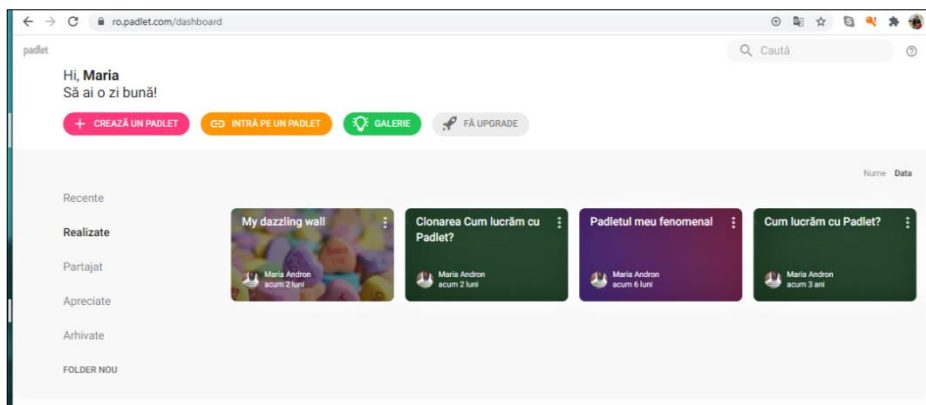 ro.padlet.com/dashboard
padlet
Caută
Hi, Maria
Să ai o zi bună!
CREAZĂ UN PADLET
INTRĂ PE UN PADLET
GALERIE
FĂ UPGRADE
Nume Data
Recente
Realizate
Partajat
Apreciate
Arhivate
FOLDER NOU
My dazzling wall
Maria Andron
acum 2 luni
Clonarea Cum lucrăm cu
Padlet?
Maria Andron
acum 2 luni
Padletul meu fenomenal
Maria Andron
acum 6 luni
Cum lucrăm cu Padlet?
Maria Andron
acum 3 ani